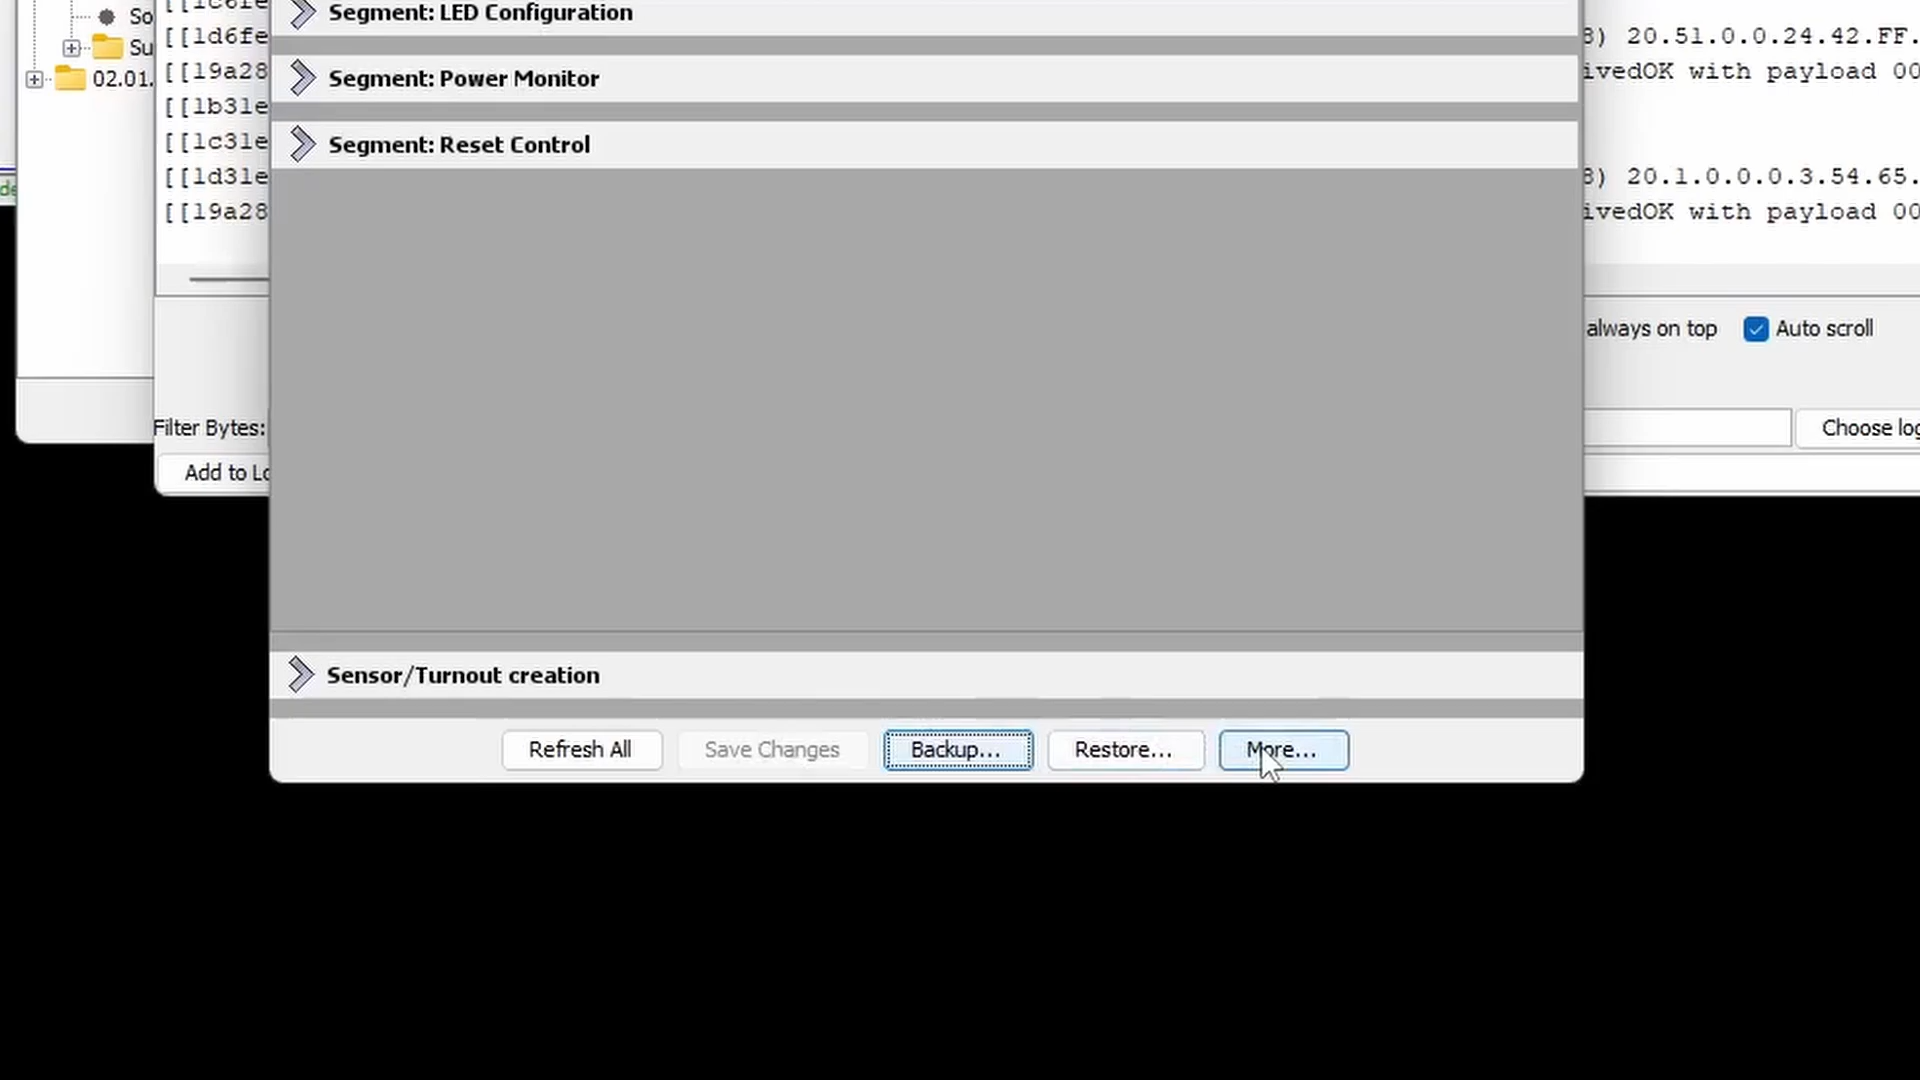 So
Su
02.01.
de
[[1d6fe
[[19a28
[[1b31e
[[1c31e
[[1d31e
[[19a28
Segment: LED Configuration
Segment: Power Monitor
Segment: Reset Control
8) 20.51.0.0.24.42.FF.
ivedOK with payload 00
8) 20.1.0.0.0.3.54.65.
ivedOK with payload 00
always on top Auto scroll
Filter Bytes:
Choose log
Add to Lo
Sensor/Turnout creation
Refresh All Save Changes Backup... Restore... More...